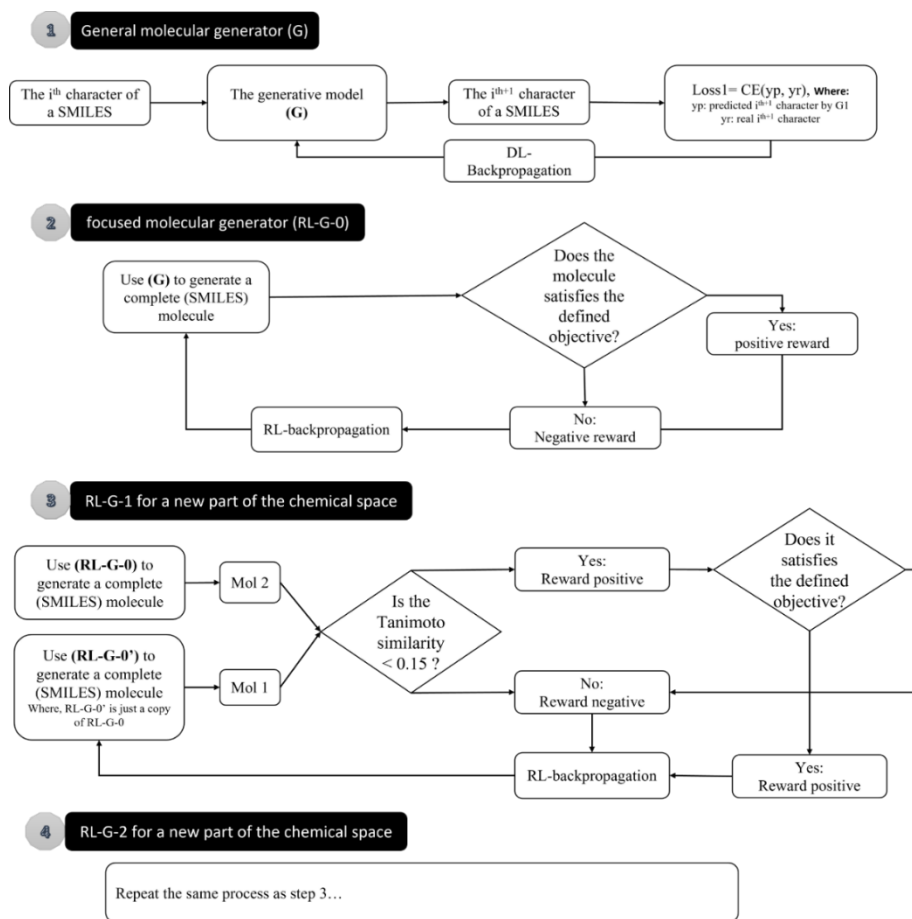 1
General molecular generator (G)
The ith character of
a SMILES
The generative model
(G)
The ith+1 character
of a SMILES
Loss1= CE(yp, yr), Where:
yp: predicted ith+1 character by G1
yr: real ith+1 character
DL-
Backpropagation
2
focused molecular generator (RL-G-0)
Use (G) to generate a
complete (SMILES)
molecule
Does the
molecule
satisfies the
defined
objective?
Yes:
positive reward
RL-backpropagation
No:
Negative reward
3
RL-G-1 for a new part of the chemical space
Use (RL-G-0) to
generate a complete
(SMILES) molecule
Mol 2
Is the
Tanimoto
similarity
< 0.15 ?
Yes:
Reward positive
Does it
satisfies
the defined
objective?
Use (RL-G-0’) to
generate a complete
(SMILES) molecule
Where, RL-G-0’ is just a copy
of RL-G-0
Mol 1
No:
Reward negative
RL-backpropagation
Yes:
Reward positive
4
RL-G-2 for a new part of the chemical space
Repeat the same process as step 3…